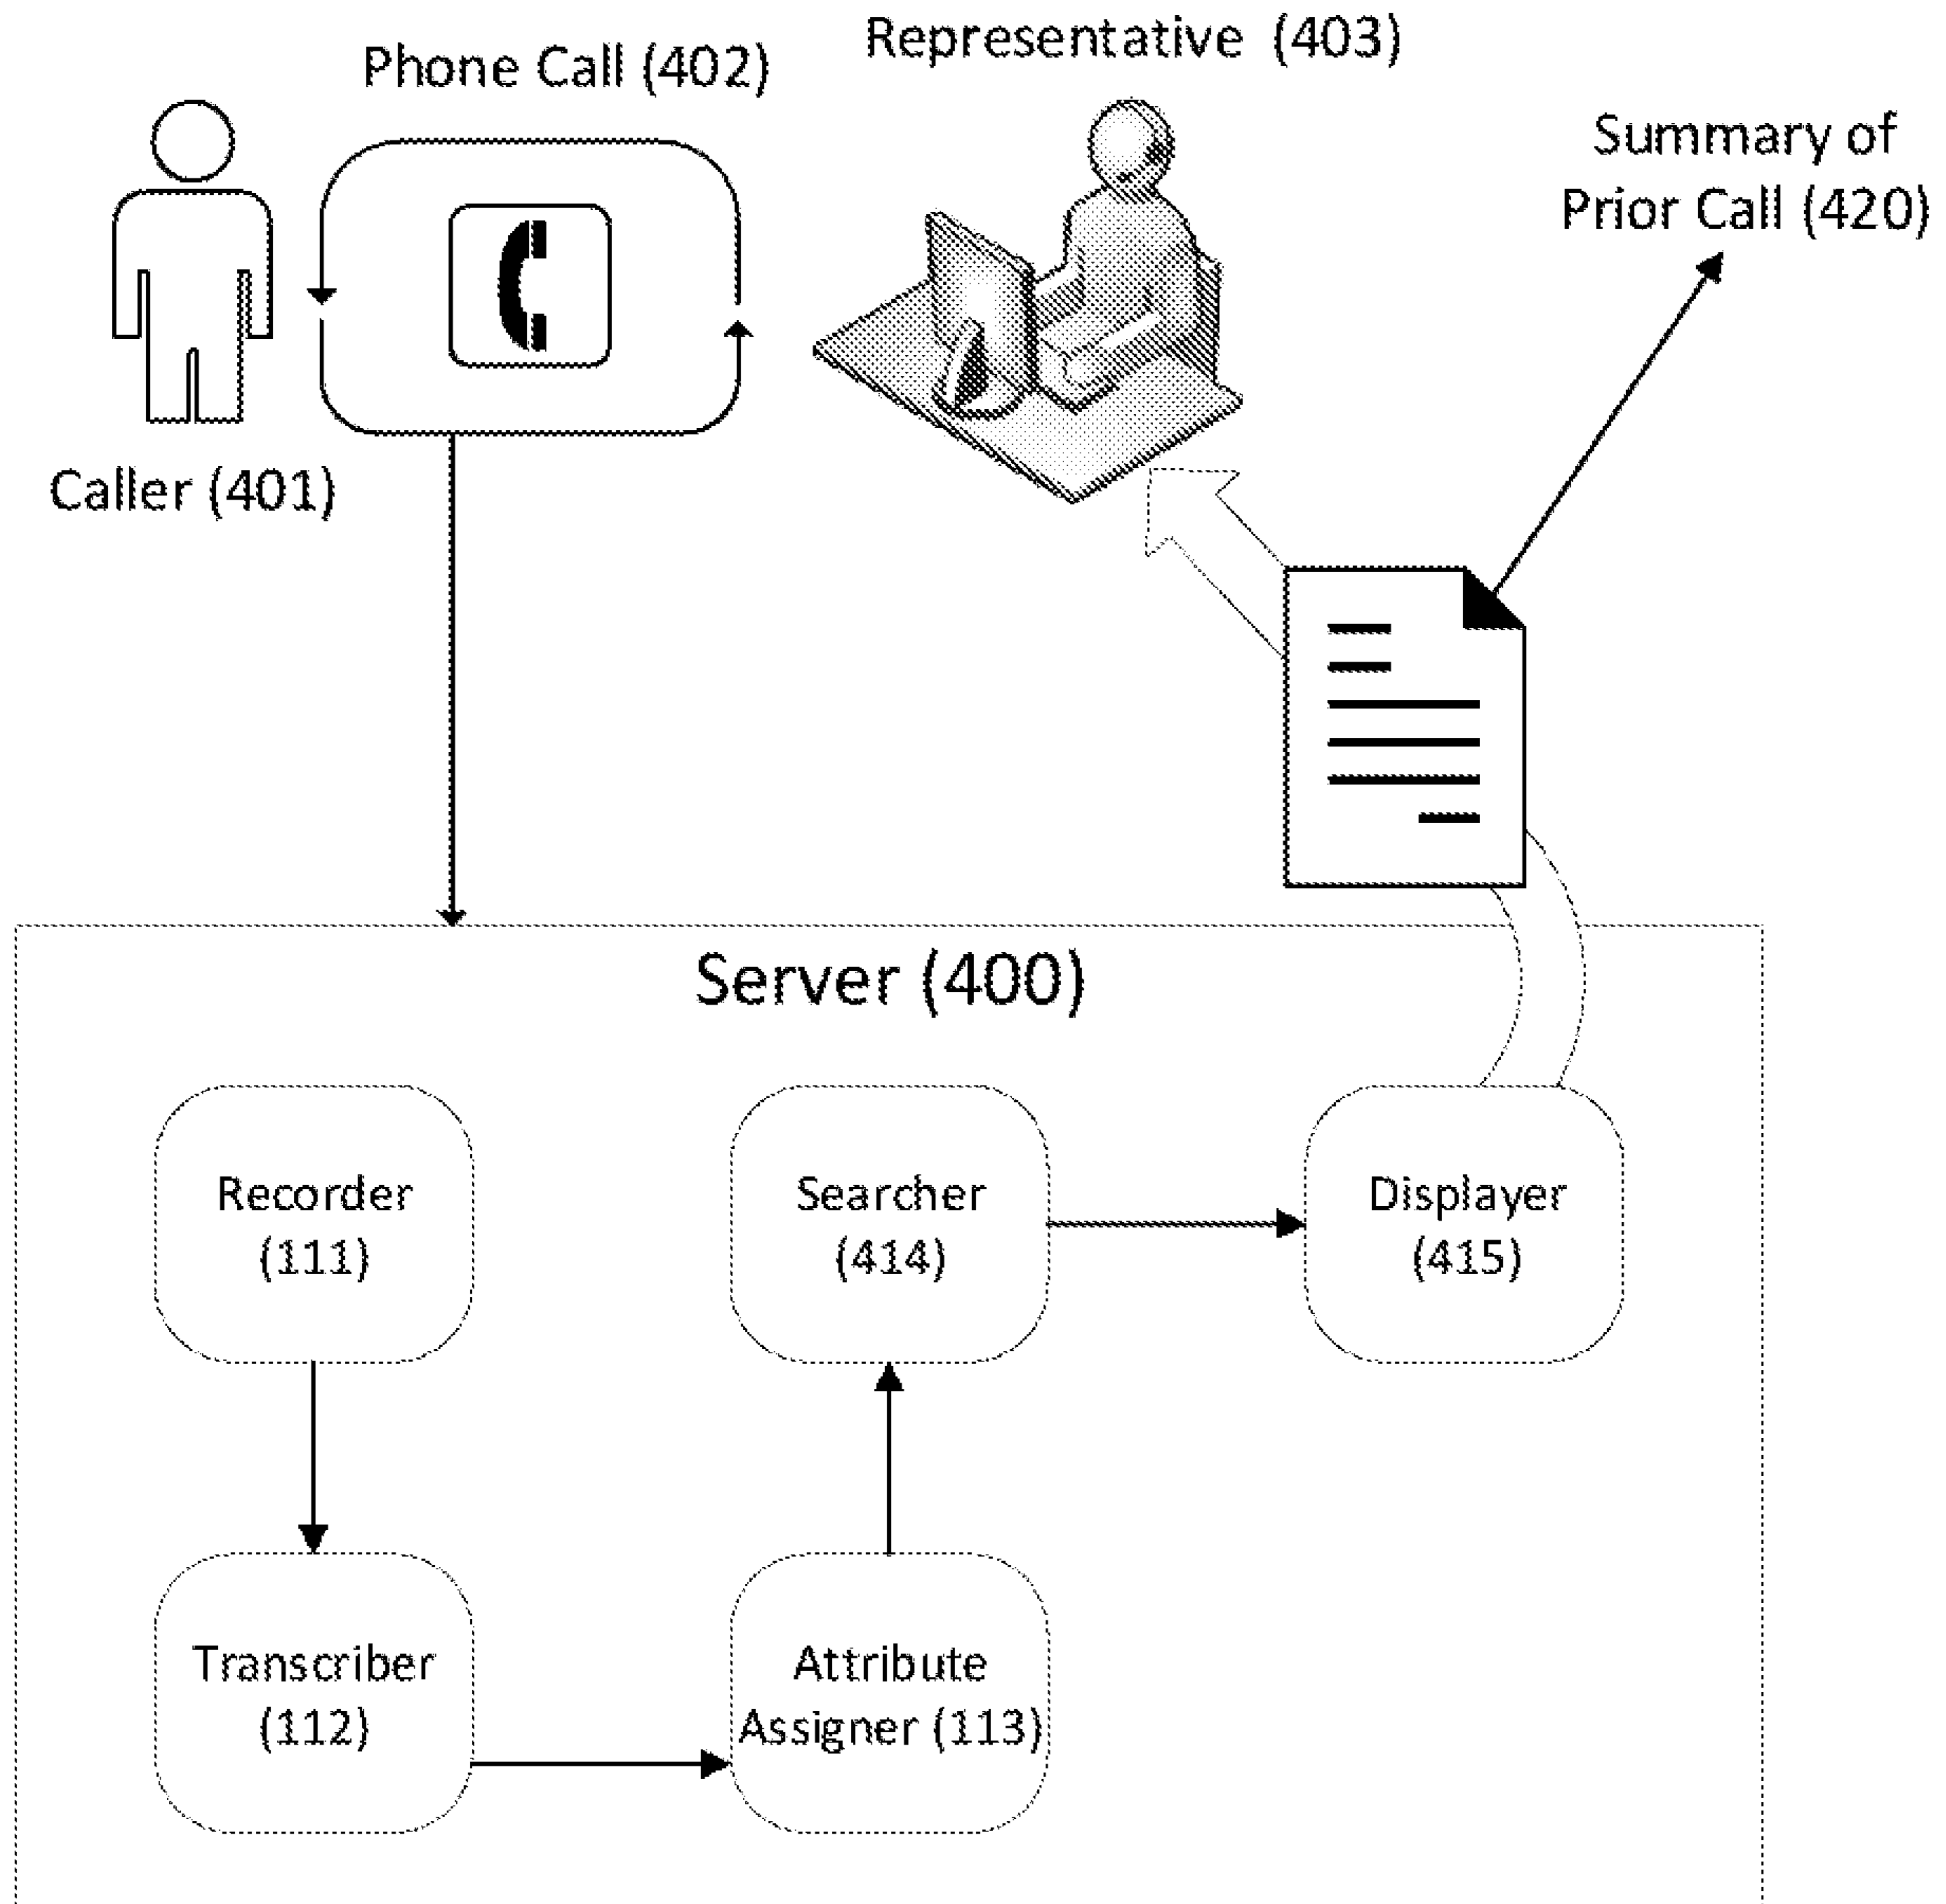 Phone Call (402)
Representative (403)
Summary of
Prior Call (420)
Caller (401)
Server (400)
Recorder
(111)
Searcher
(414)
Displayer
(415)
Transcriber
(112)
Attribute
Assigner (113)